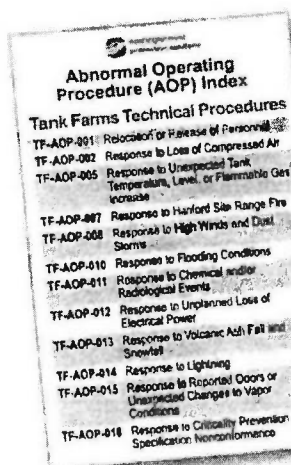 washington river
protection solutions
Abnormal Operating
Procedure (AOP) Index
Tank Farms Technical Procedures
TF-AOP-001 Relocation or Release of Personnel
TF-AOP-002 Response to Loss of Compressed Air
TF-AOP-005 Response to Unexpected Tank
Temperature, Level, or Flammable Gas
Increase
TF-AOP-007 Response to Hanford Site Range Fire
TF-AOP-008 Response to High Winds and Dust
Storms
TF-AOP-010 Response to Flooding Conditions
TF-AOP-011 Response to Chemical and/or
Radiological Events
TF-AOP-012 Response to Unplanned Loss of
Electrical Power
TF-AOP-013 Response to Volcanic Ash Fall and
Snowfall
TF-AOP-014 Response to Lightning
TF-AOP-015 Response to Reported Odors or
Unexpected Changes to Vapor
Conditions
TF-AOP-016 Response to Criticality Prevention
Specification Nonconformance